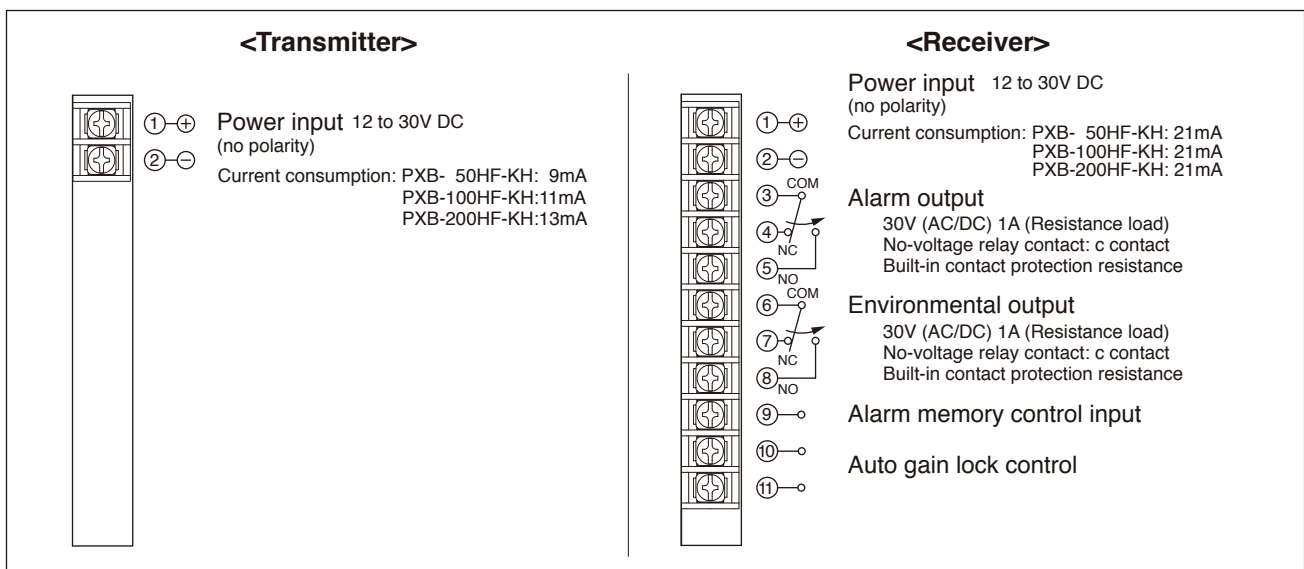 <Transmitter>
① ⊕ Power input 12 to 30V DC
(no polarity)
② ⊖
Current consumption: PXB- 50HF-KH: 9mA
PXB-100HF-KH:11mA
PXB-200HF-KH:13mA
<Receiver>
Power input 12 to 30V DC
(no polarity)
① ⊕
Current consumption: PXB- 50HF-KH: 21mA
PXB-100HF-KH: 21mA
PXB-200HF-KH: 21mA
② ⊖
③ COM
Alarm output
30V (AC/DC) 1A (Resistance load)
④ NC
No-voltage relay contact: c contact
Built-in contact protection resistance
⑤ NO
⑥ COM
Environmental output
30V (AC/DC) 1A (Resistance load)
⑦ NC
No-voltage relay contact: c contact
Built-in contact protection resistance
⑧ NO
⑨ Alarm memory control input
⑩
Auto gain lock control
⑪